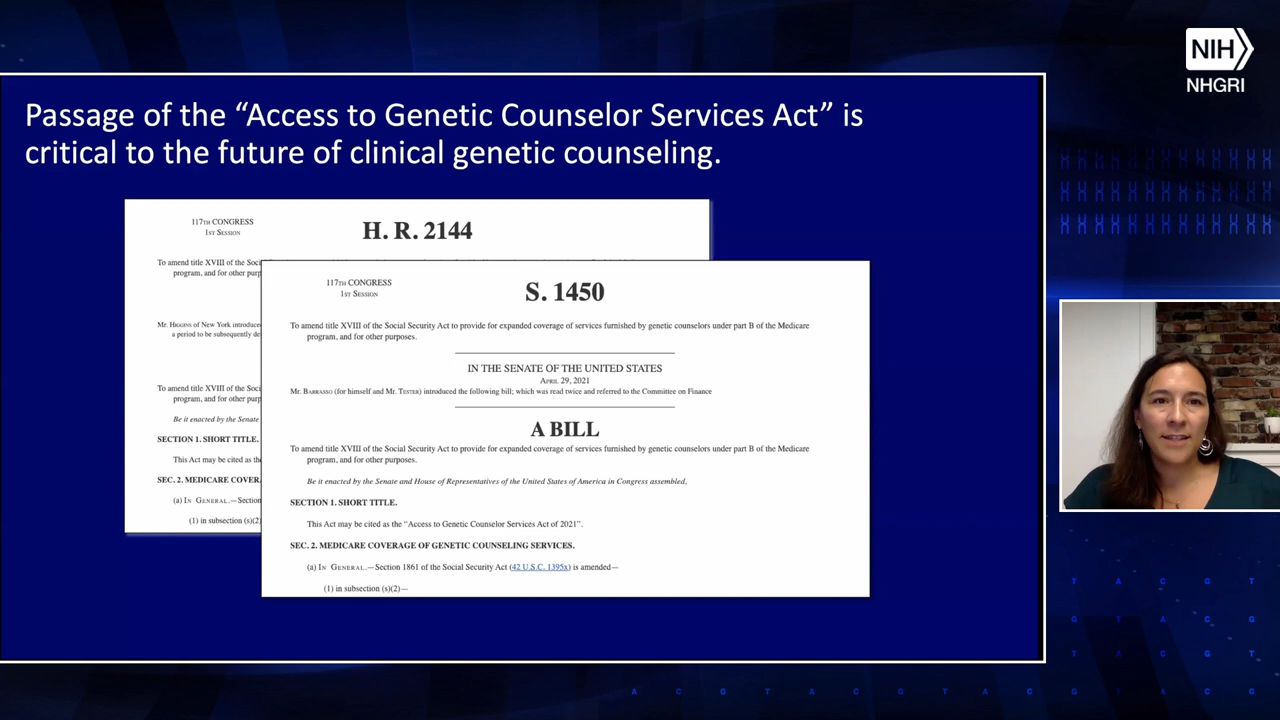 NIH
NHGRI
Passage of the “Access to Genetic Counselor Services Act” is
critical to the future of clinical genetic counseling.
117TH CONGRESS
1ST SESSION
H. R. 2144
To amend title XVIII of the Soci
program, and for other purp
Mr. HIGGINS of New York introduce
a period to be subsequently de
To amend title XVIII of the Soci
program, and for other purp
Be it enacted by the Senate
SECTION 1. SHORT TITLE.
This Act may be cited as the
SEC. 2. MEDICARE COVER
(a) IN GENERAL.—Section
(1) in subsection (s)(2)
117TH CONGRESS
1ST SESSION
S. 1450
To amend title XVIII of the Social Security Act to provide for expanded coverage of services furnished by genetic counselors under part B of the Medicare
program, and for other purposes.
IN THE SENATE OF THE UNITED STATES
APRIL 29, 2021
Mr. BARRASSO (for himself and Mr. TESTER) introduced the following bill; which was read twice and referred to the Committee on Finance
A BILL
To amend title XVIII of the Social Security Act to provide for expanded coverage of services furnished by genetic counselors under part B of the Medicare
program, and for other purposes.
Be it enacted by the Senate and House of Representatives of the United States of America in Congress assembled,
SECTION 1. SHORT TITLE.
This Act may be cited as the “Access to Genetic Counselor Services Act of 2021”.
SEC. 2. MEDICARE COVERAGE OF GENETIC COUNSELING SERVICES.
(a) IN GENERAL.—Section 1861 of the Social Security Act (42 U.S.C. 1395x) is amended—
(1) in subsection (s)(2)—
T A C G T
G T A C G
T T A C G
A C G T A C G T A C G T A C G T A